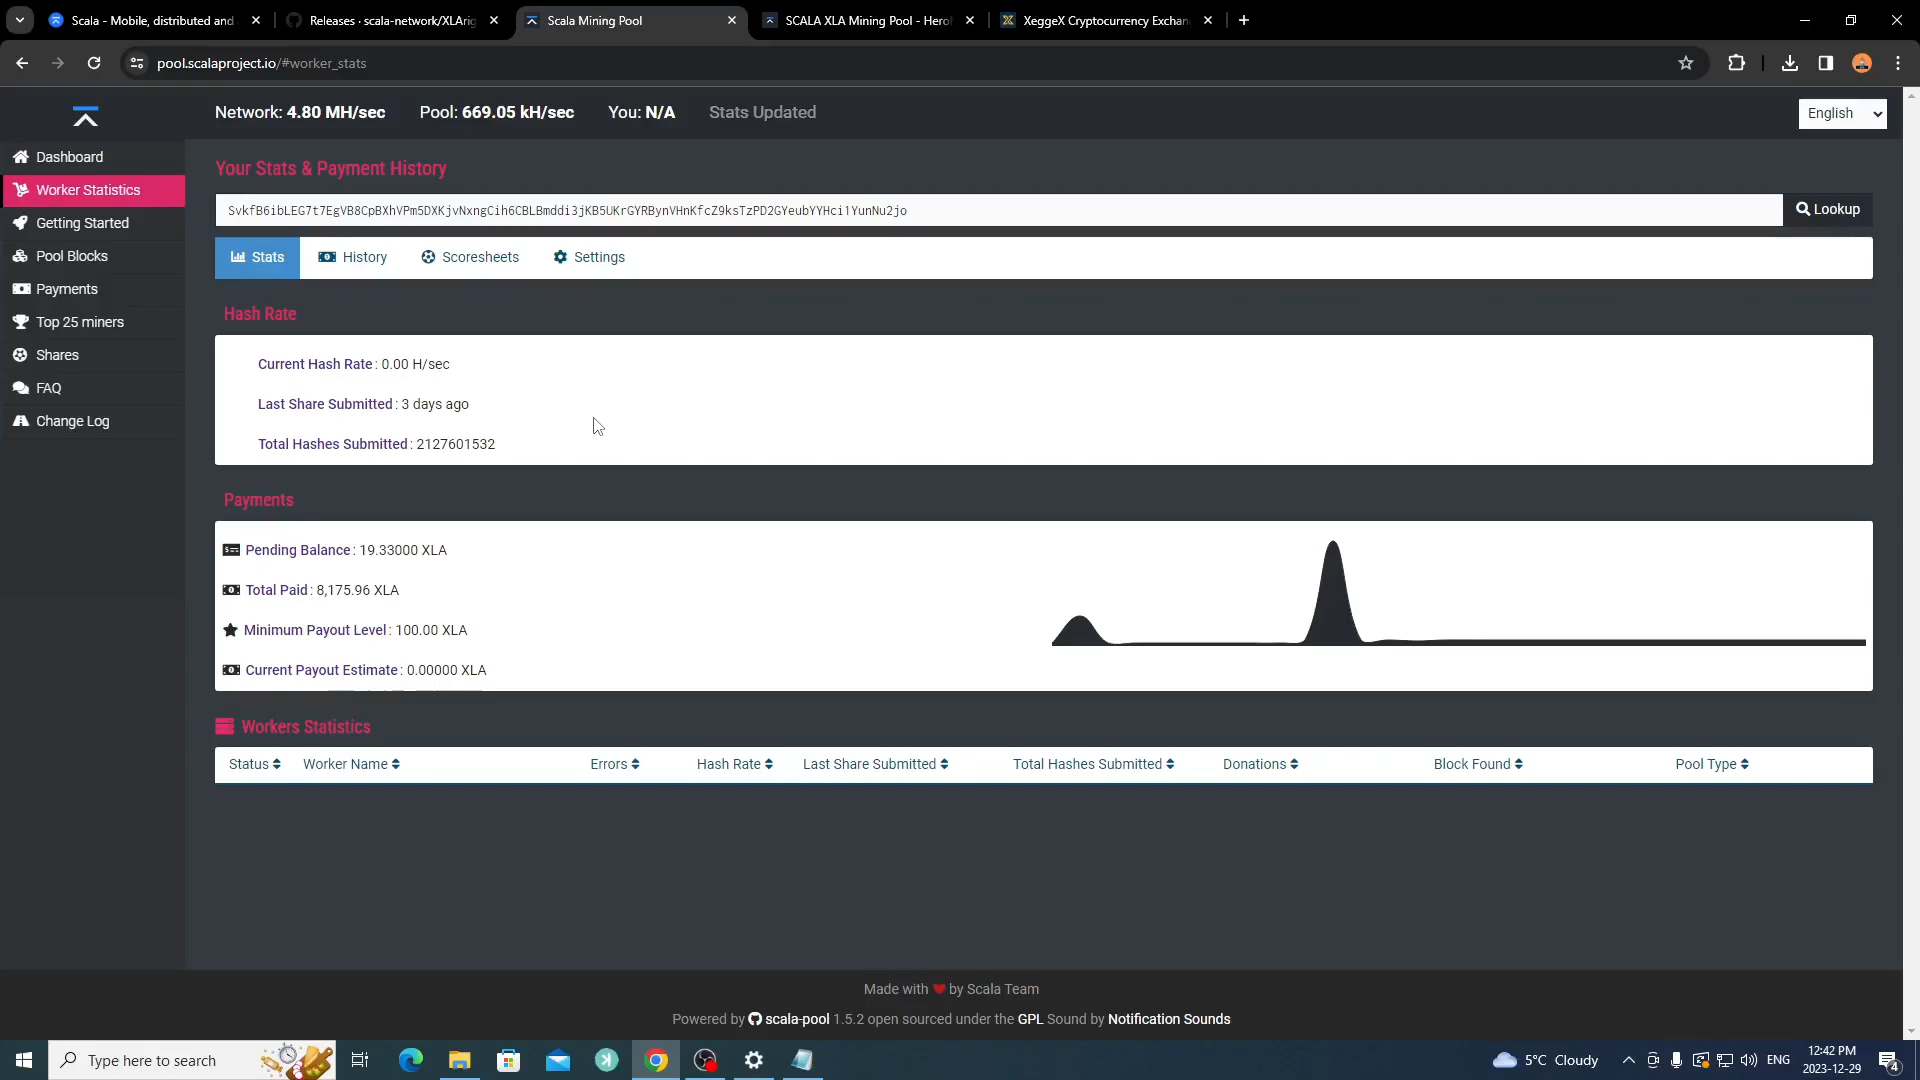 Scala - Mobile, distributed and
Releases · scala-network/XLArig
Scala Mining Pool
SCALA XLA Mining Pool - HeroM
XeggeX Cryptocurrency Exchan
pool.scalaproject.io/#worker_stats
Network: 4.80 MH/sec
Pool: 669.05 kH/sec
You: N/A
Stats Updated
English
Dashboard
Worker Statistics
Getting Started
Pool Blocks
Payments
Top 25 miners
Shares
FAQ
Change Log
Your Stats & Payment History
SvkfB6ibLEG7t7EgVB8CpBXhVPm5DXKjvNxngCih6CBLBmddi3jKB5UKrGYRBynVHnKfcZ9ksTzPD2GYeubYYHci1YunNu2jo
Lookup
Stats
History
Scoresheets
Settings
Hash Rate
Current Hash Rate : 0.00 H/sec
Last Share Submitted : 3 days ago
Total Hashes Submitted : 2127601532
Payments
Pending Balance : 19.33000 XLA
Total Paid : 8,175.96 XLA
Minimum Payout Level : 100.00 XLA
Current Payout Estimate : 0.00000 XLA
Workers Statistics
Status
Worker Name
Errors
Hash Rate
Last Share Submitted
Total Hashes Submitted
Donations
Block Found
Pool Type
Made with ❤ by Scala Team
Powered by scala-pool 1.5.2 open sourced under the GPL Sound by Notification Sounds
Type here to search
5°C Cloudy
ENG
12:42 PM
2023-12-29
4